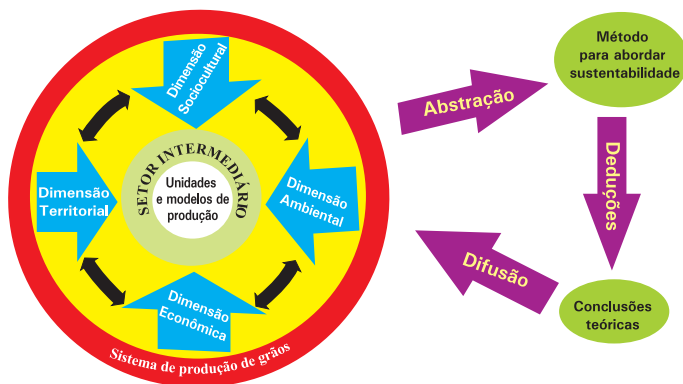 Dimensão
Sociocultural
SETOR INTERMEDIÁRIO
Unidades
e modelos de
produção
Dimensão
Territorial
Dimensão
Ambiental
Dimensão
Econômica
Sistema de produção de grãos
Abstração
Método
para abordar
sustentabilidade
Deduções
Conclusões
teóricas
Difusão